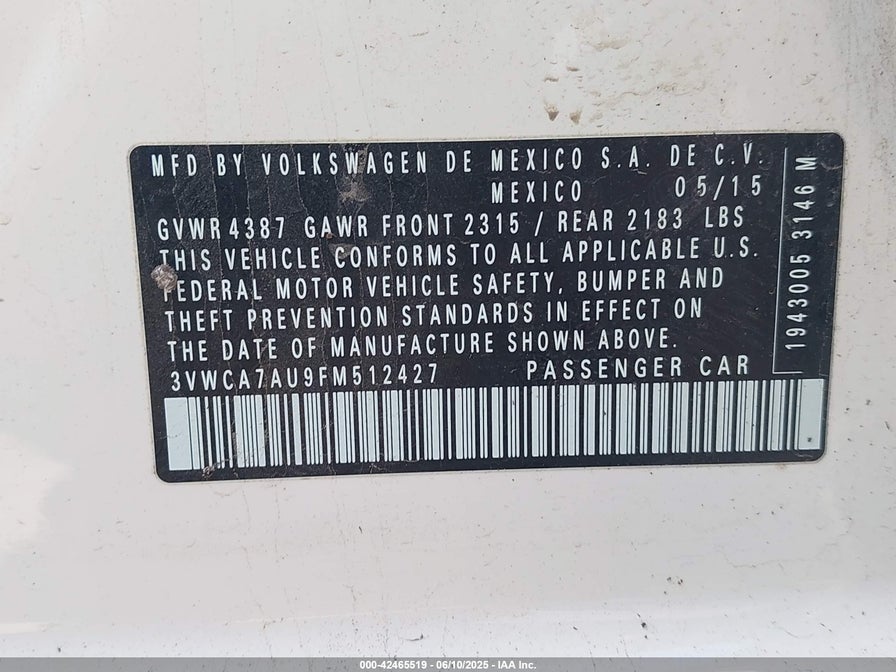 MFD BY VOLKSWAGEN DE MEXICO S.A. DE C.V.
MEXICO 05/15
GVWR 4387 GAWR FRONT 2315 / REAR 2183 LBS
THIS VEHICLE CONFORMS TO ALL APPLICABLE U.S.
FEDERAL MOTOR VEHICLE SAFETY, BUMPER AND
THEFT PREVENTION STANDARDS IN EFFECT ON
THE DATE OF MANUFACTURE SHOWN ABOVE.
3VWCA7AU9FM512427 PASSENGER CAR
1943005 3146 M
000-42465519 - 06/10/2025 - IAA Inc.